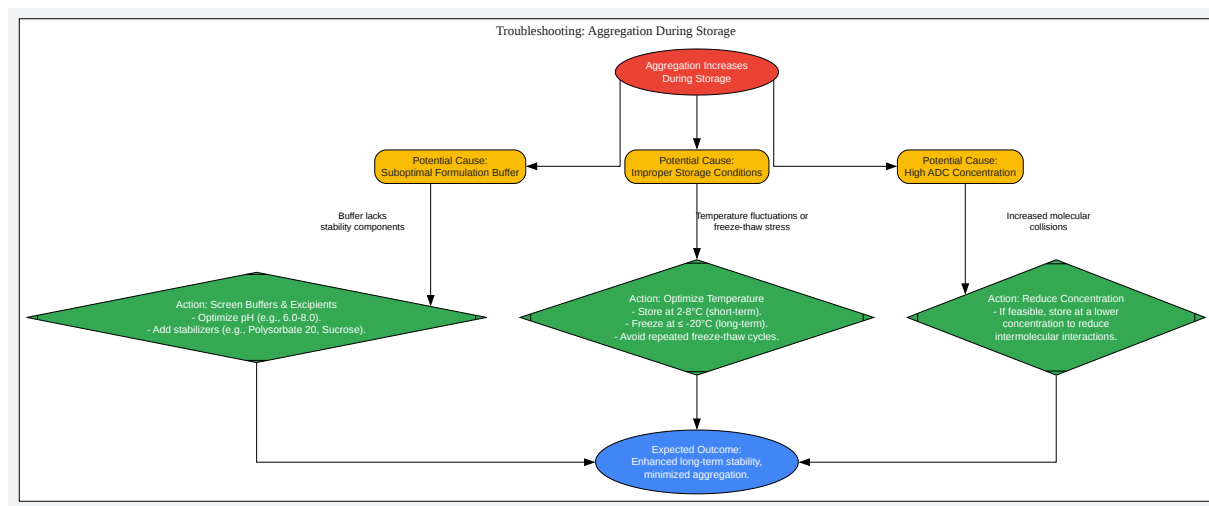 Troubleshooting: Aggregation During Storage
Aggregation Increases
During Storage
Potential Cause:
Suboptimal Formulation Buffer
Potential Cause:
Improper Storage Conditions
Potential Cause:
High ADC Concentration
Buffer lacks
stability components
Temperature fluctuations or
freeze-thaw stress
Increased molecular
collisions
Action: Screen Buffers & Excipients
- Optimize pH (e.g., 6.0-8.0).
- Add stabilizers (e.g., Polysorbate 20, Sucrose).
Action: Optimize Temperature
- Store at 2-8°C (short-term).
- Freeze at ≤ -20°C (long-term).
- Avoid repeated freeze-thaw cycles.
Action: Reduce Concentration
- If feasible, store at a lower
concentration to reduce
intermolecular interactions.
Expected Outcome:
Enhanced long-term stability,
minimized aggregation.